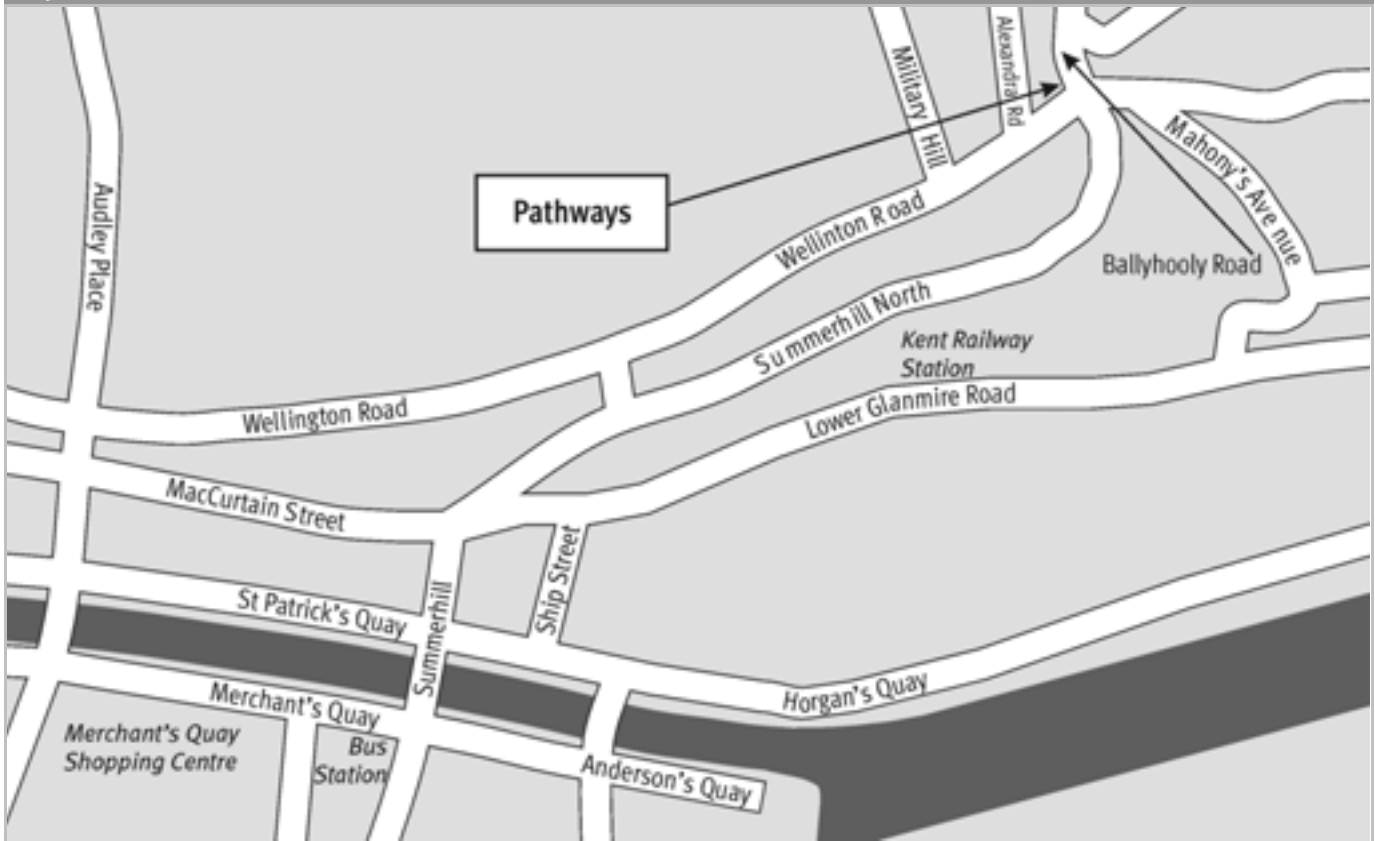 Military Hill
Alexandra Rd
Mahony's Avenue
Pathways
Audley Place
Wellinton Road
Ballyhooly Road
Summerhill North
Kent Railway
Station
Wellington Road
Lower Glanmire Road
MacCurtain Street
Ship Street
St Patrick's Quay
Summerhill
Merchant's Quay
Horgan's Quay
Merchant's Quay
Shopping Centre
Bus
Station
Anderson's Quay